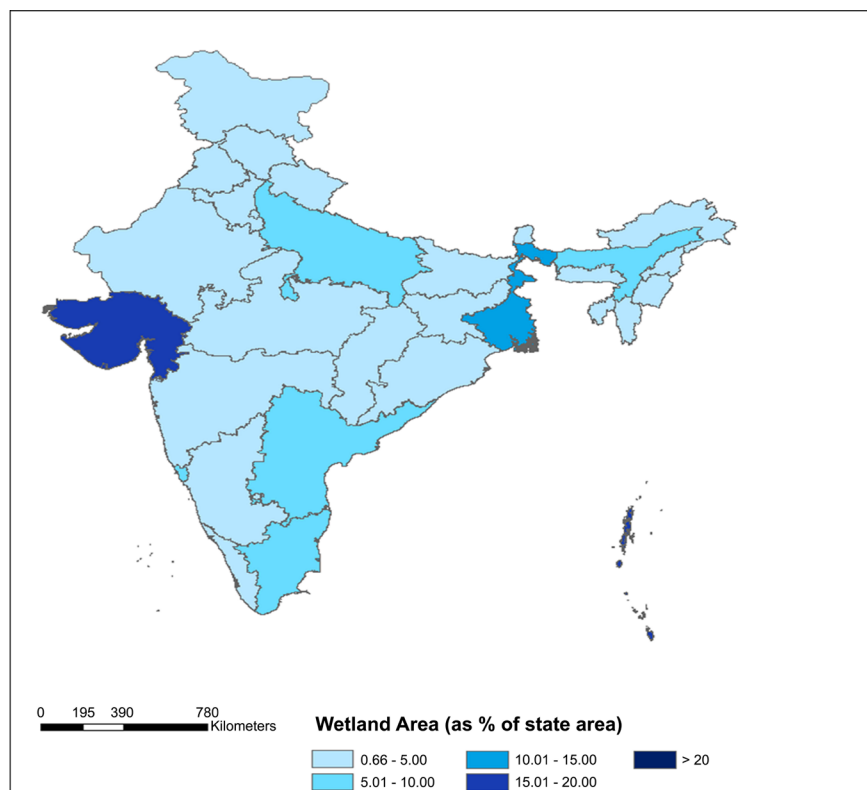 0 195 390 780
Kilometers
Wetland Area (as % of state area)
0.66 - 5.00 10.01 - 15.00 > 20
5.01 - 10.00 15.01 - 20.00